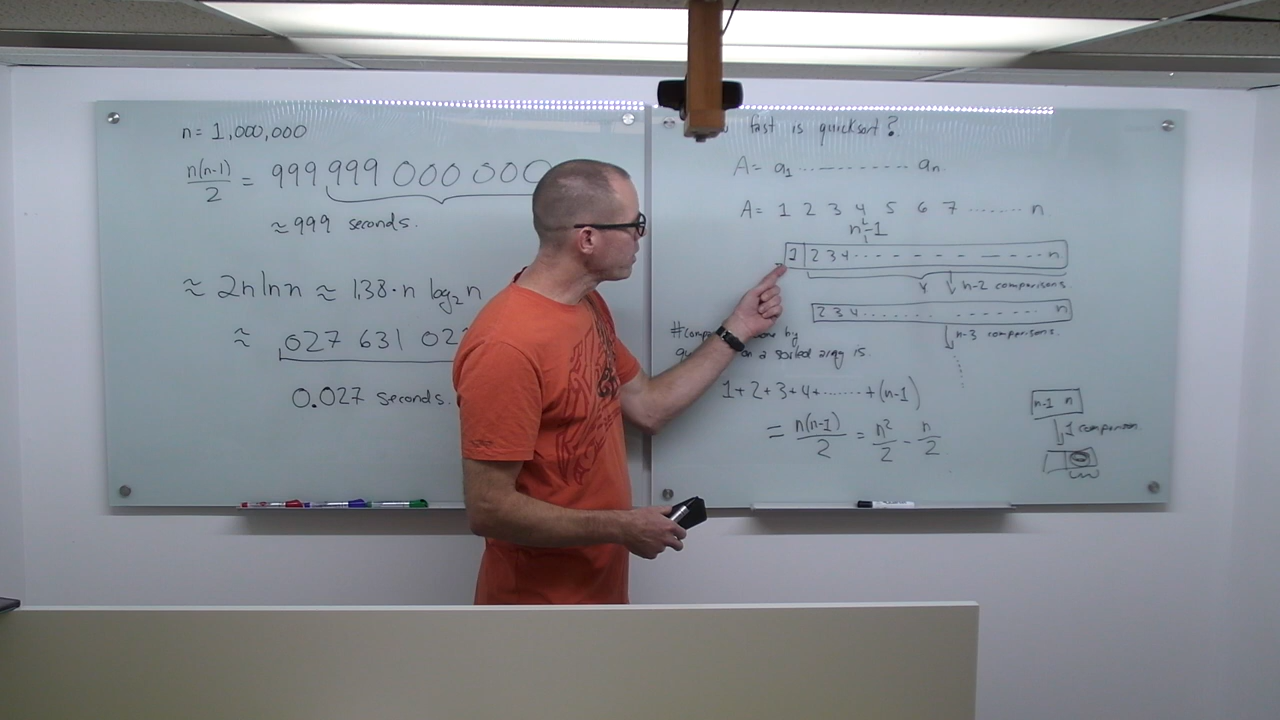 n = 1,000,000
n(n-1)/2 = 999 999 000 000
≈ 999 seconds.
≈ 2n ln n ≈ 1.38 · n log₂ n
≈ 027 631 02
0.027 seconds.
fast is quicksort?
A = a₁ ... - - - - - - - ... aₙ
A = 1 2 3 4 5 6 7 ........ n
n-1
1 2 3 4 ... - - - - - - - - ... n
n-2 comparisons
2 3 4 ........ - - - - - - - ... n
n-3 comparisons.
# by
on a sorted array is.
1+2+3+4+.......+(n-1)
= n(n-1)/2 = n²/2 - n/2
n-1 n
1 comparison